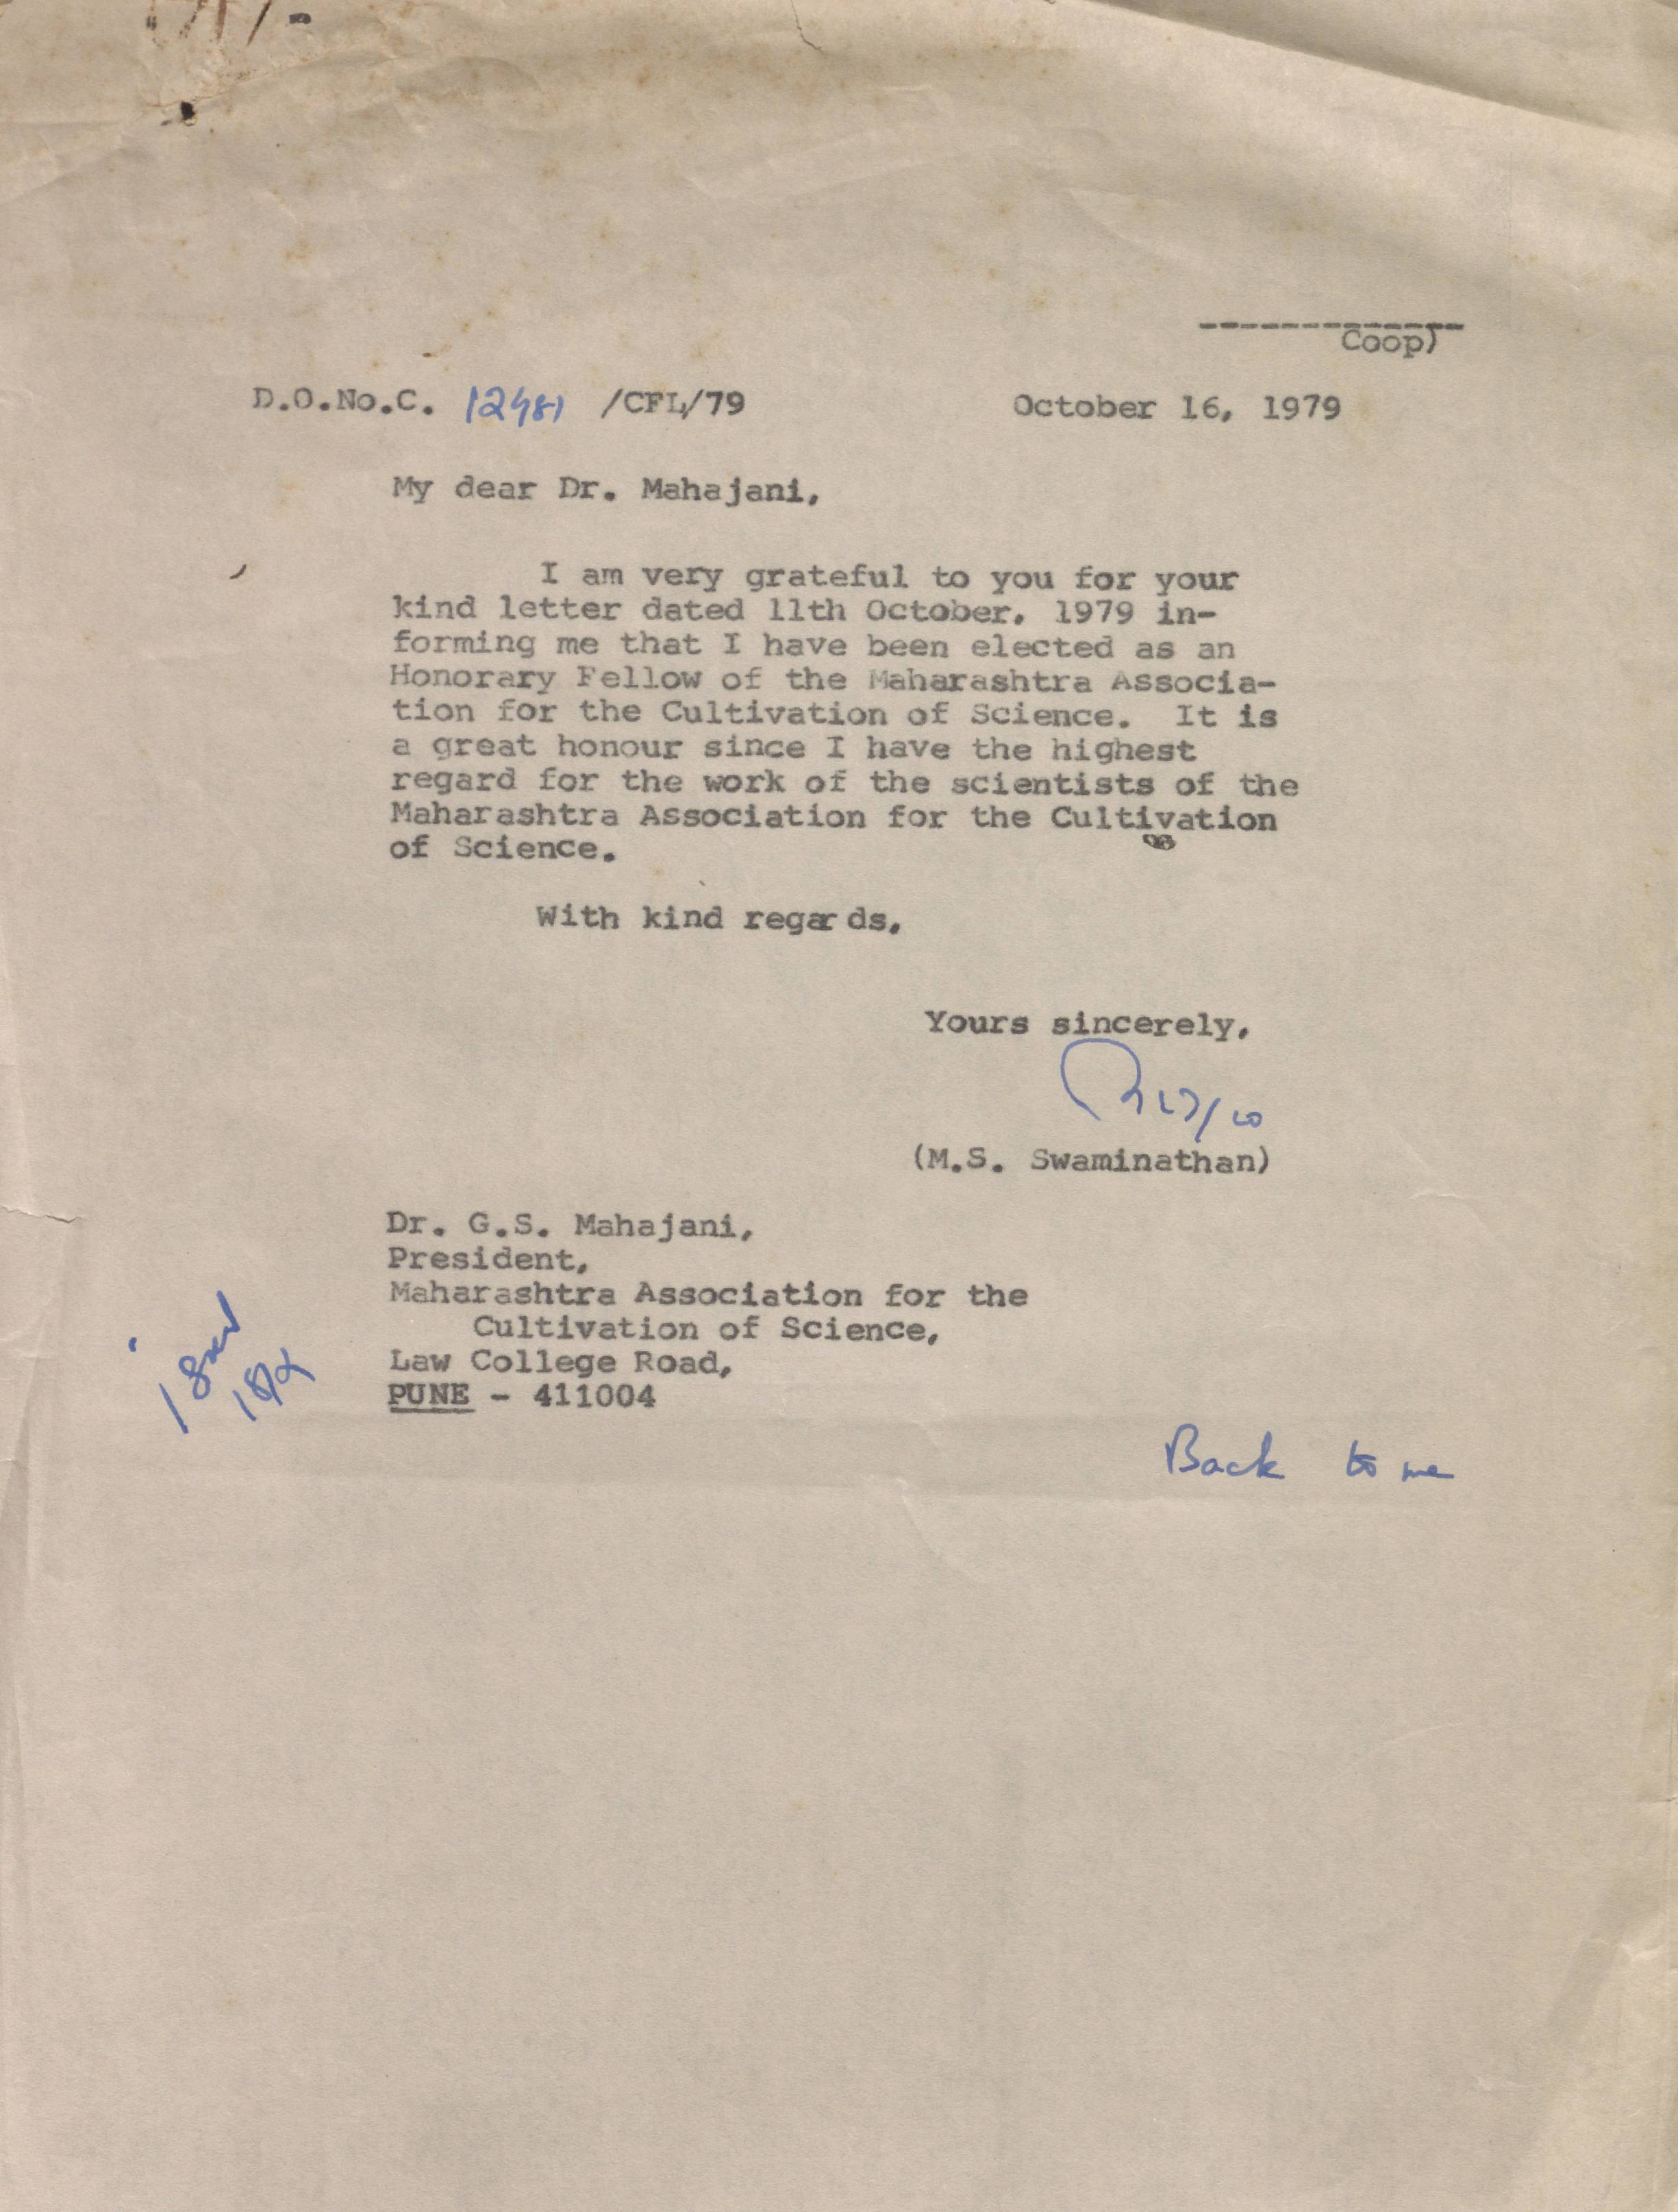 Coop)
D.O.No.C. 12481 /CFL/79 October 16, 1979
My dear Dr. Mahajani,
I am very grateful to you for your
kind letter dated 11th October, 1979 in-
forming me that I have been elected as an
Honorary Fellow of the Maharashtra Associa-
tion for the Cultivation of Science. It is
a great honour since I have the highest
regard for the work of the scientists of the
Maharashtra Association for the Cultivation
of Science.
With kind regards,
Yours sincerely,
(M.S. Swaminathan)
Dr. G.S. Mahajani,
President,
Maharashtra Association for the
Cultivation of Science,
Law College Road,
PUNE - 411004
Back to me